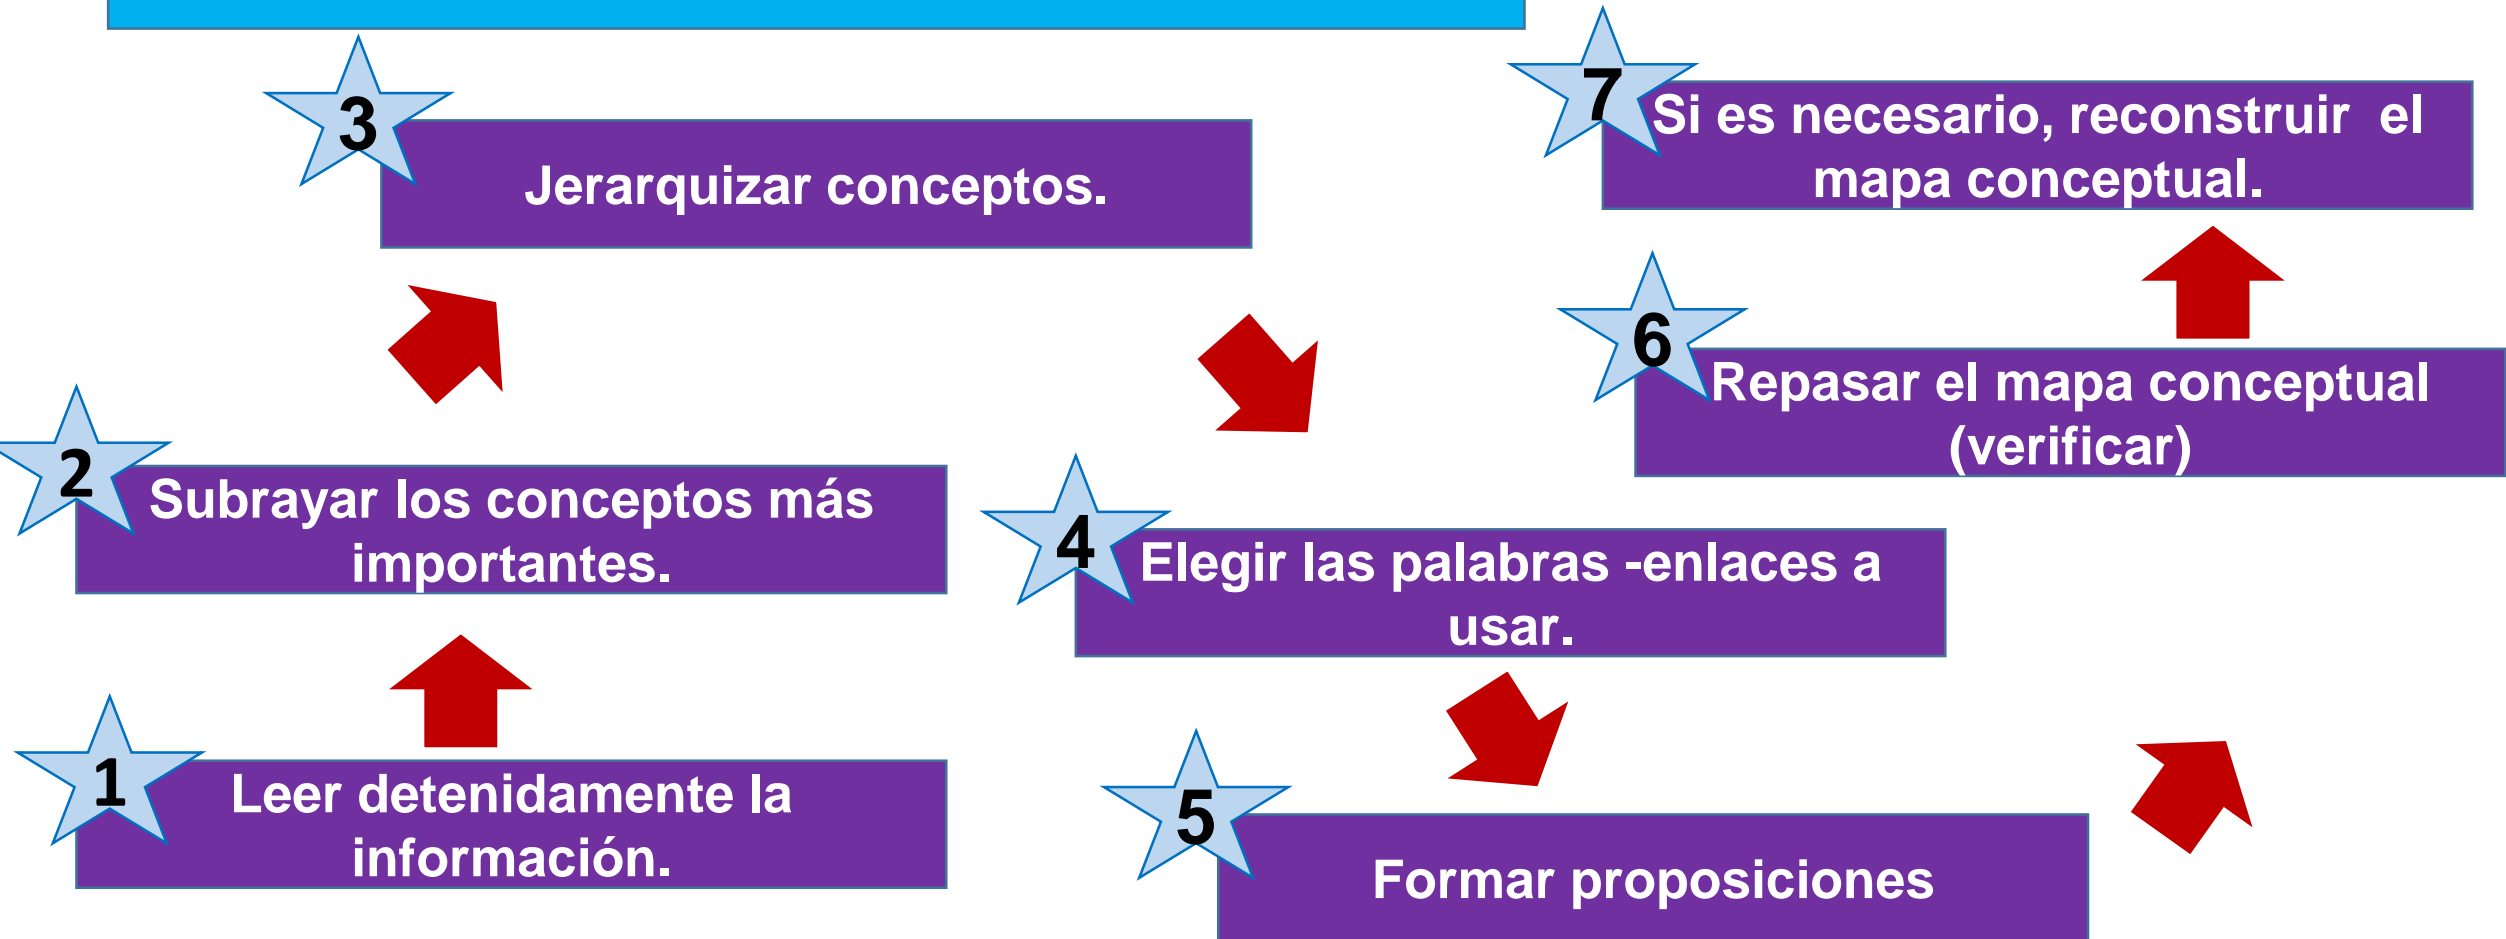 1
Leer detenidamente la
información.
2
Subrayar los concepto más
importantes.
3
Jerarquizar conceptos.
4
Elegir las palabras -enlaces a
usar.
5
Formar proposiciones
6
Repasar el mapa conceptual
(verificar)
7
Si es necesario, reconstruir el
mapa conceptual.